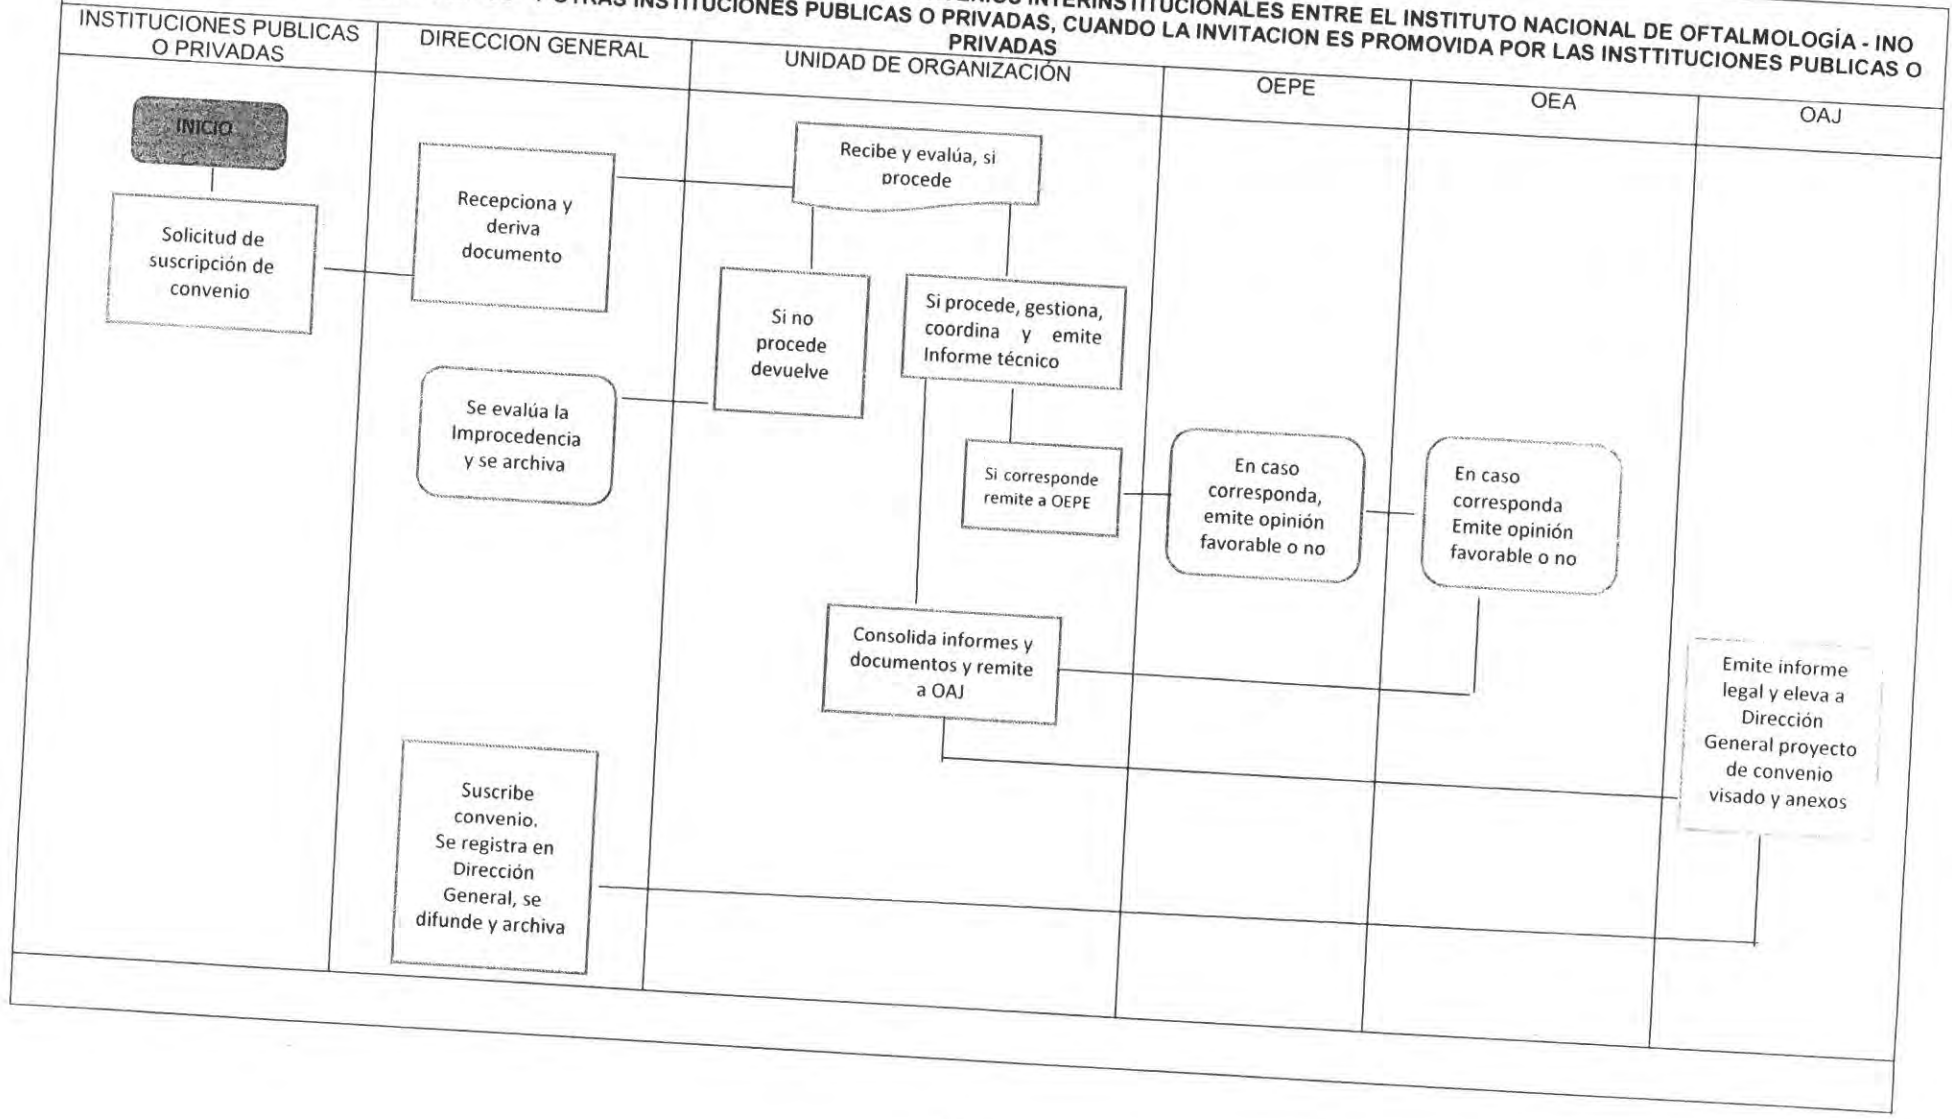 INTERINSTITUCIONALES ENTRE EL INSTITUTO NACIONAL DE OFTALMOLOGÍA - INO
OTRAS INSTITUCIONES PUBLICAS O PRIVADAS, CUANDO LA INVITACION ES PROMOVIDA POR LAS INSTTITUCIONES PUBLICAS O
PRIVADAS
INSTITUCIONES PUBLICAS
O PRIVADAS
DIRECCION GENERAL
UNIDAD DE ORGANIZACIÓN
OEPE
OEA
OAJ
INICIO
Solicitud de
suscripción de
convenio
Recepciona y
deriva
documento
Recibe y evalúa, si
procede
Si no
procede
devuelve
Si procede, gestiona,
coordina y emite
Informe técnico
Se evalúa la
Improcedencia
y se archiva
Si corresponde
remite a OEPE
En caso
corresponda,
emite opinión
favorable o no
En caso
corresponda
Emite opinión
favorable o no
Consolida informes y
documentos y remite
a OAJ
Emite informe
legal y eleva a
Dirección
General proyecto
de convenio
visado y anexos
Suscribe
convenio.
Se registra en
Dirección
General, se
difunde y archiva